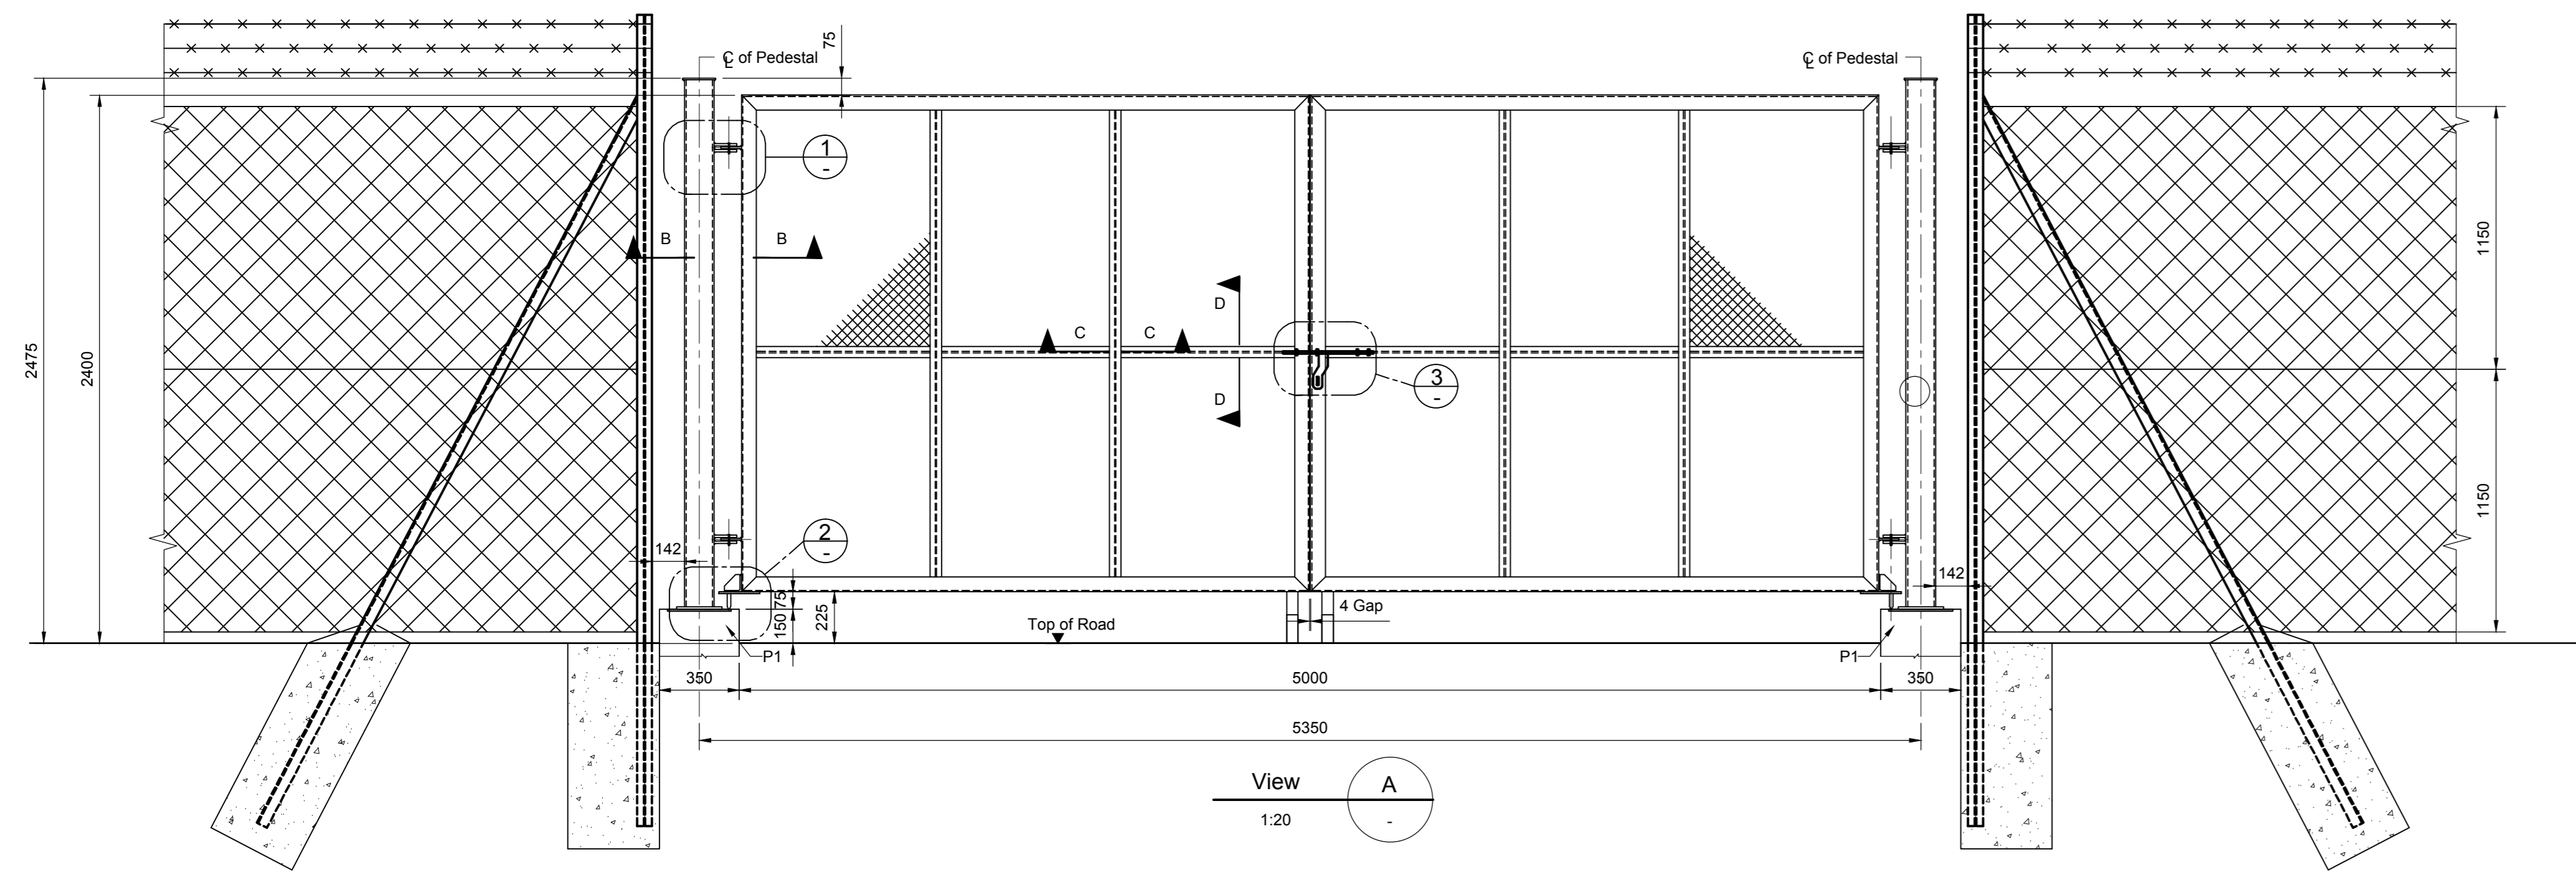 75
℄ of Pedestal
℄ of Pedestal
1
-
B
B
1150
D
C
C
2475
2400
3
-
D
1150
2
-
142
142
75
150
225
4 Gap
Top of Road
P1
P1
350
5000
350
5350
View
A
1:20
-